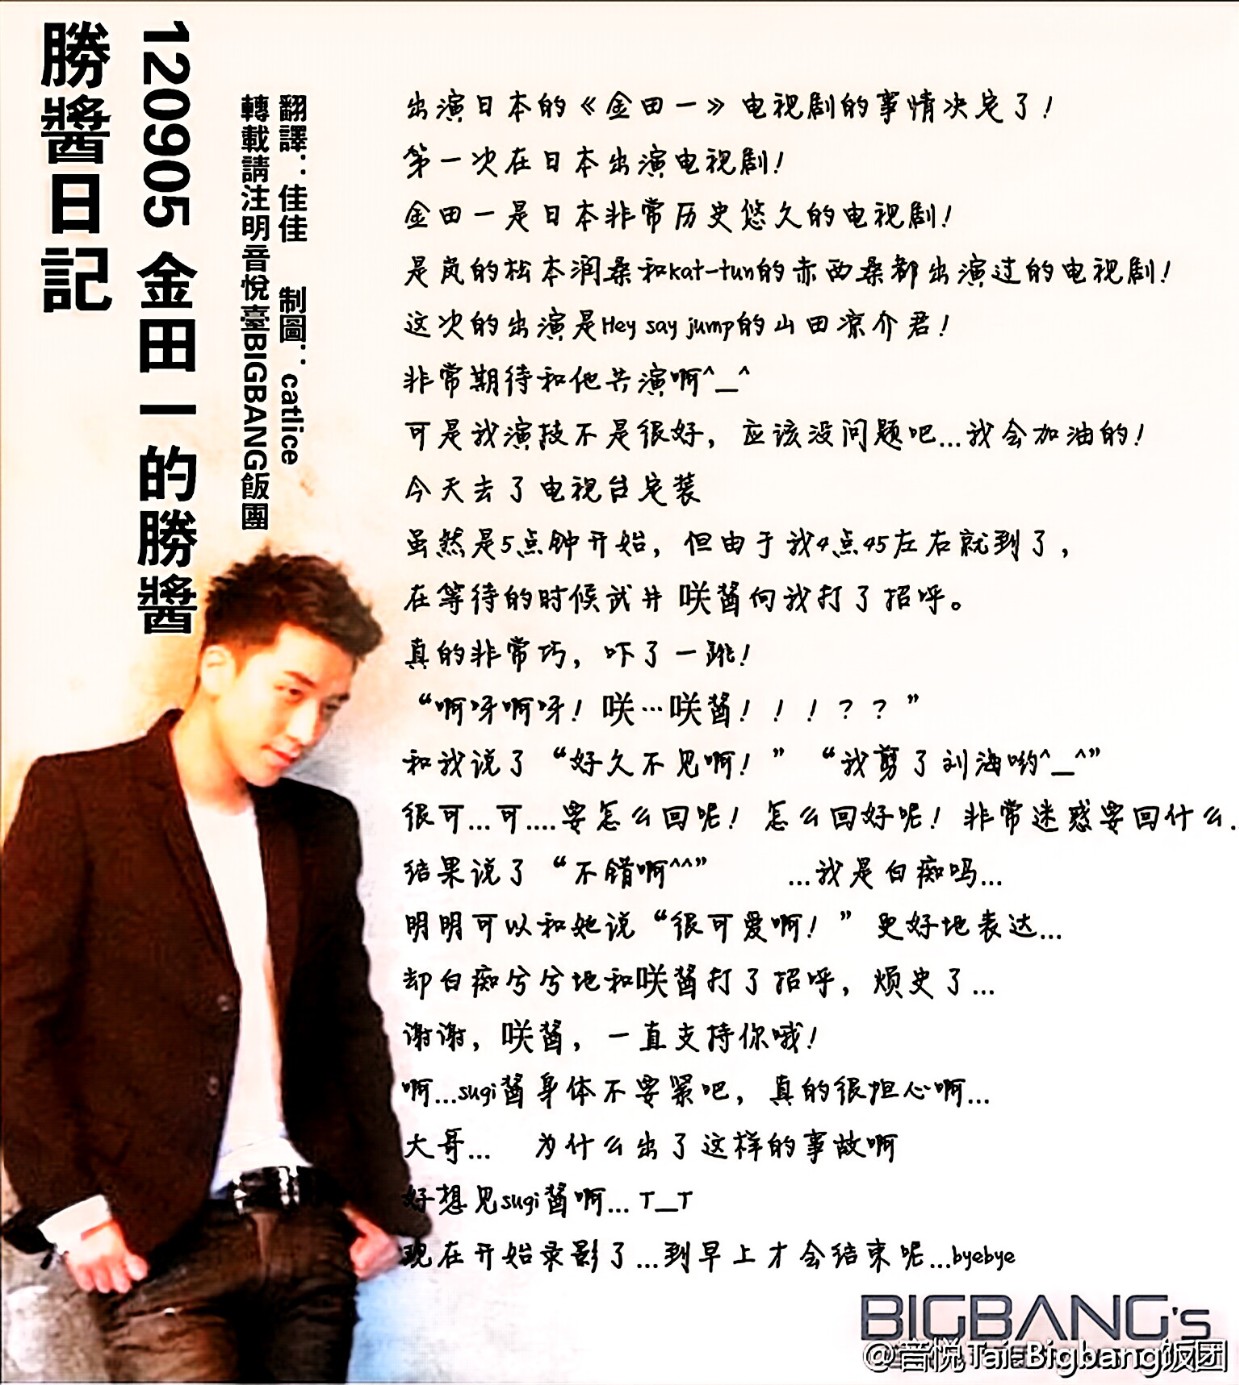 勝醬日記
120905 金田一的勝醬
翻譯：佳佳 制圖：catlice
轉載請注明音悅臺BIGBANG飯團
出演日本的《金田一》电视剧的事情决定了！
第一次在日本出演电视剧！
金田一是日本非常历史悠久的电视剧！
是岚的松本润桑和kat-tun的赤西桑都出演过的电视剧！
这次的出演是Hey say jump的山田凉介君！
非常期待和他共演啊^_^
可是我演技不是很好，应该没问题吧...我会加油的！
今天去了电视台定装
虽然是5点钟开始，但由于我4点45左右就到了，
在等待的时候武井咲酱向我打了招呼。
真的非常巧，吓了一跳！
“啊呀啊呀！咲…咲酱！！！？？”
和我说了“好久不见啊！”“我剪了刘海哟^_^”
很可...可....要怎么回呢！怎么回好呢！非常迷惑要回什么.
结果说了“不错啊^^” ...我是白痴吗...
明明可以和她说“很可爱啊！”更好地表达...
却白痴兮兮地和咲酱打了招呼，烦史了...
谢谢，咲酱，一直支持你哦！
啊...sugi酱身体不要紧吧，真的很担心啊...
大哥... 为什么出了这样的事故啊
好想见sugi酱啊... T_T
现在开始录影了...到早上才会结束呢...byebye
BIGBANG's
@音悦Tai-Bigbang饭团